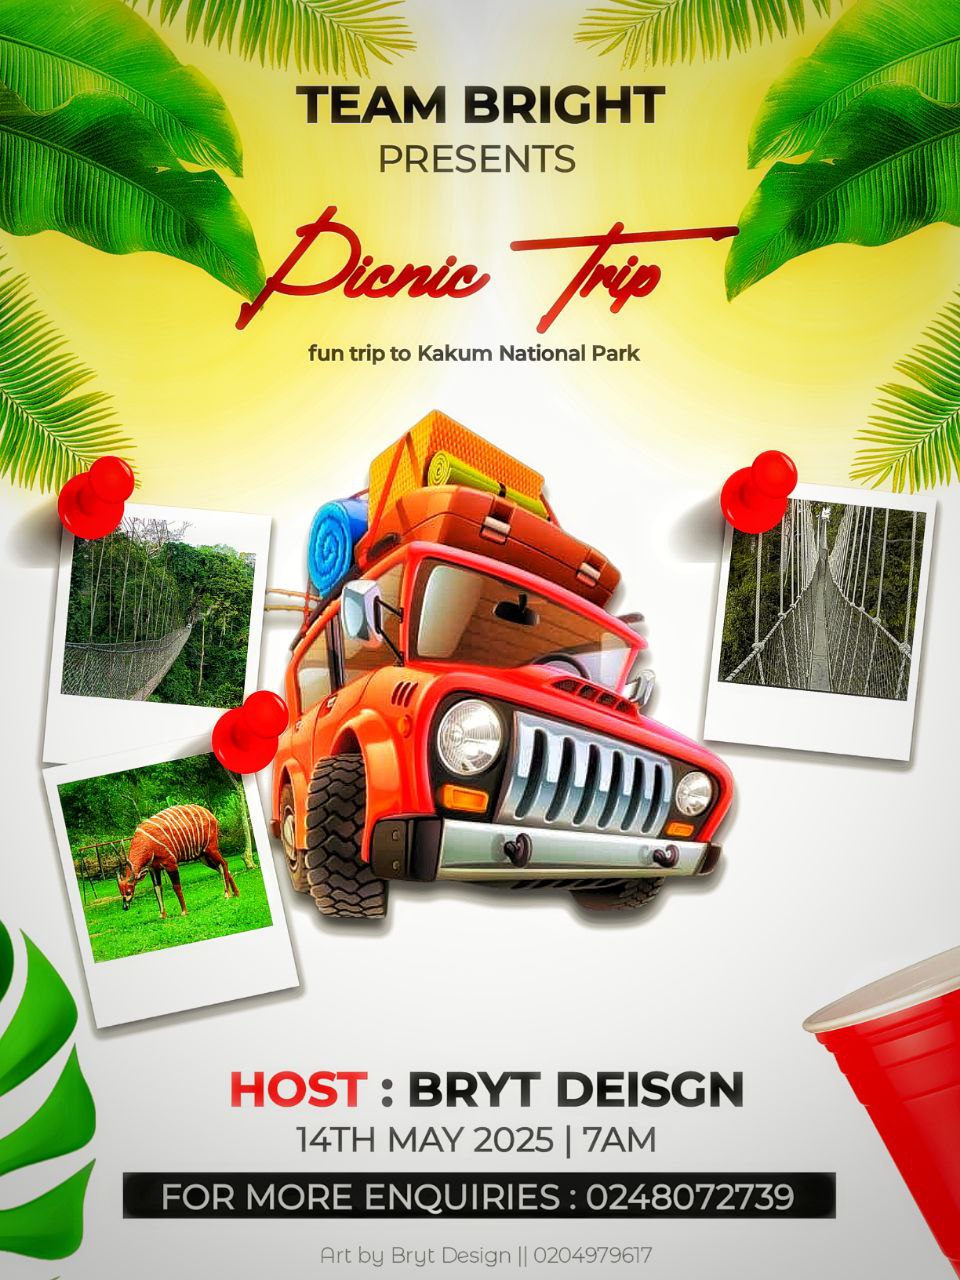 TEAM BRIGHT
PRESENTS
Picnic Trip
fun trip to Kakum National Park
HOST : BRYT DEISGN
14TH MAY 2025 | 7AM
FOR MORE ENQUIRIES : 0248072739
Art by Bryt Design || 0204979617